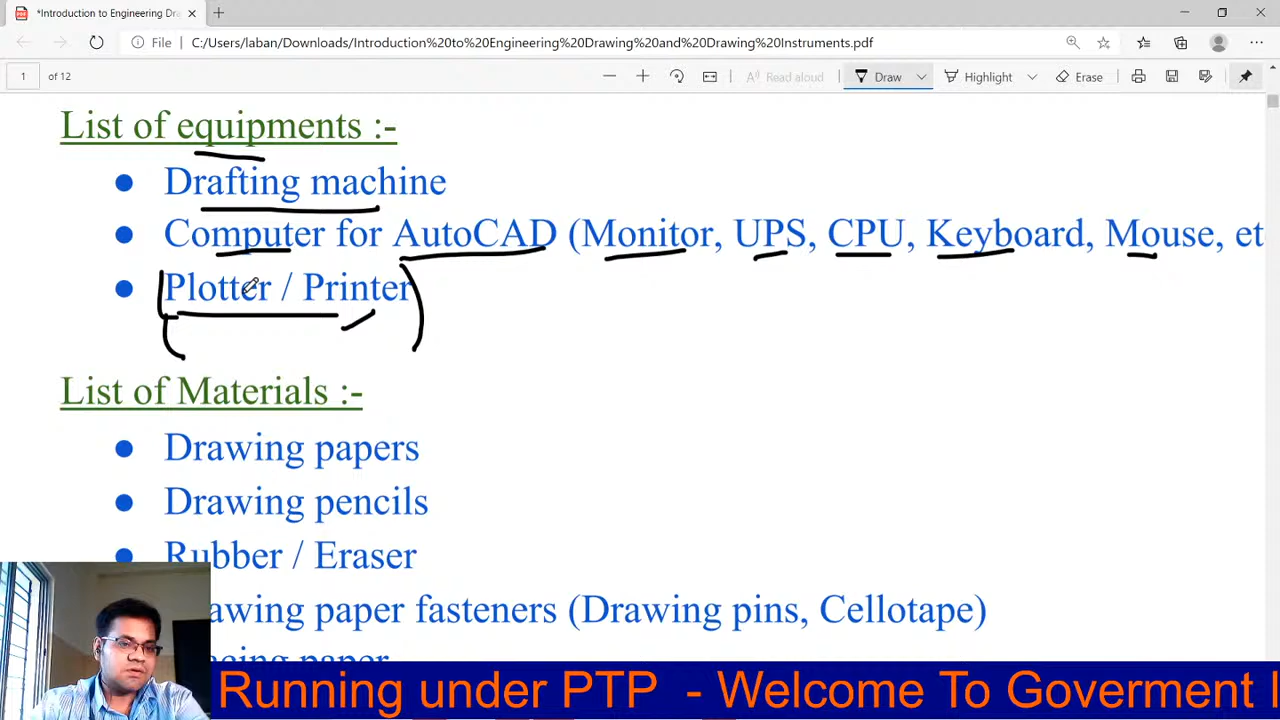 *Introduction to Engineering Dra
File C:/Users/laban/Downloads/Introduction%20to%20Engineering%20Drawing%20and%20Drawing%20Instruments.pdf
1 of 12 Read aloud Draw Highlight Erase
List of equipments :-
● Drafting machine
● Computer for AutoCAD (Monitor, UPS, CPU, Keyboard, Mouse, et
● Plotter / Printer
List of Materials :-
● Drawing papers
● Drawing pencils
● Rubber / Eraser
awing paper fasteners (Drawing pins, Cellotape)
acing paper
Running under PTP - Welcome To Goverment I